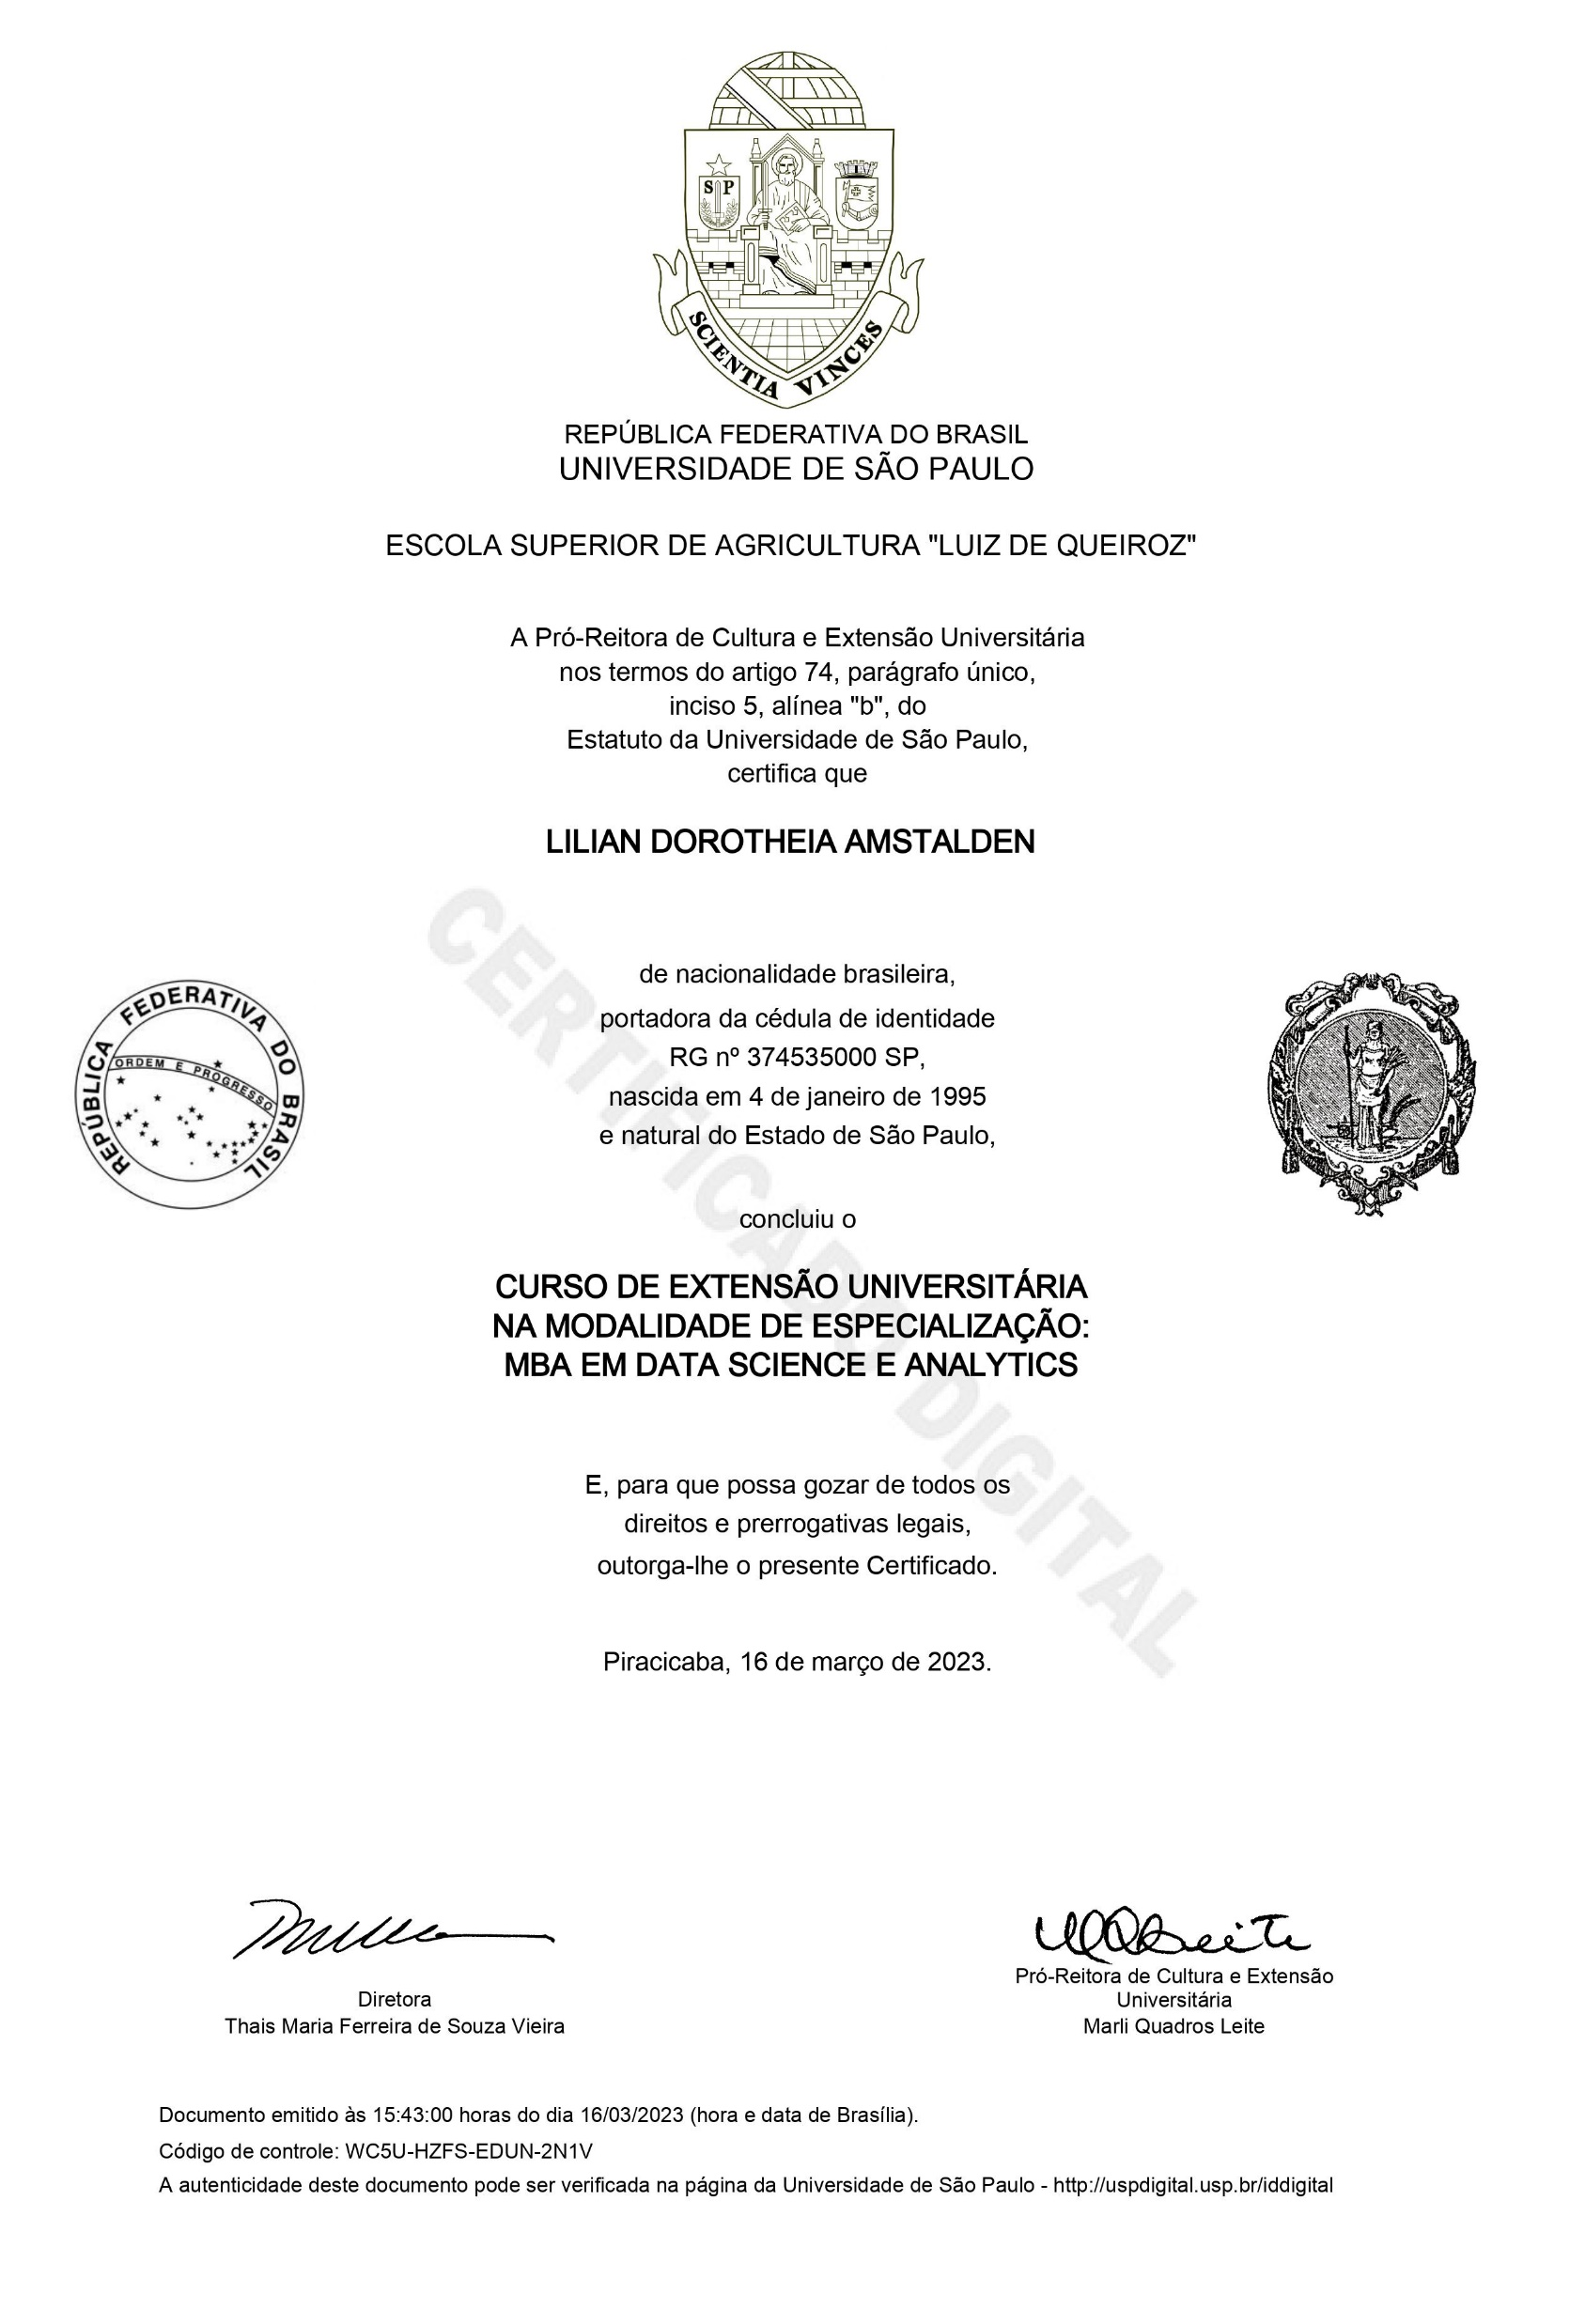 S P
SCIENTIA VINCES
REPÚBLICA FEDERATIVA DO BRASIL
UNIVERSIDADE DE SÃO PAULO
ESCOLA SUPERIOR DE AGRICULTURA "LUIZ DE QUEIROZ"
A Pró-Reitora de Cultura e Extensão Universitária
nos termos do artigo 74, parágrafo único,
inciso 5, alínea "b", do
Estatuto da Universidade de São Paulo,
certifica que
LILIAN DOROTHEIA AMSTALDEN
CERTIFICADO DIGITAL
de nacionalidade brasileira,
portadora da cédula de identidade
RG nº 374535000 SP,
nascida em 4 de janeiro de 1995
e natural do Estado de São Paulo,
REPÚBLICA FEDERATIVA DO BRASIL
ORDEM E PROGRESSO
concluiu o
CURSO DE EXTENSÃO UNIVERSITÁRIA
NA MODALIDADE DE ESPECIALIZAÇÃO:
MBA EM DATA SCIENCE E ANALYTICS
E, para que possa gozar de todos os
direitos e prerrogativas legais,
outorga-lhe o presente Certificado.
Piracicaba, 16 de março de 2023.
Diretora
Thais Maria Ferreira de Souza Vieira
Pró-Reitora de Cultura e Extensão
Universitária
Marli Quadros Leite
Documento emitido às 15:43:00 horas do dia 16/03/2023 (hora e data de Brasília).
Código de controle: WC5U-HZFS-EDUN-2N1V
A autenticidade deste documento pode ser verificada na página da Universidade de São Paulo - http://uspdigital.usp.br/iddigital